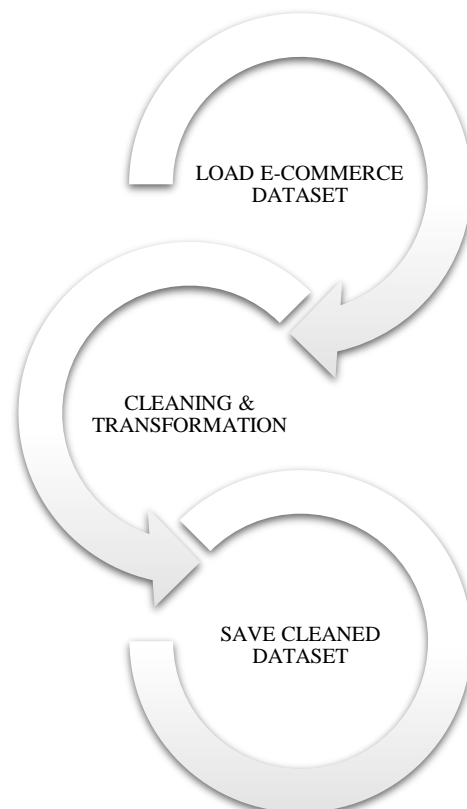 LOAD E-COMMERCE
DATASET
CLEANING &
TRANSFORMATION
SAVE CLEANED
DATASET